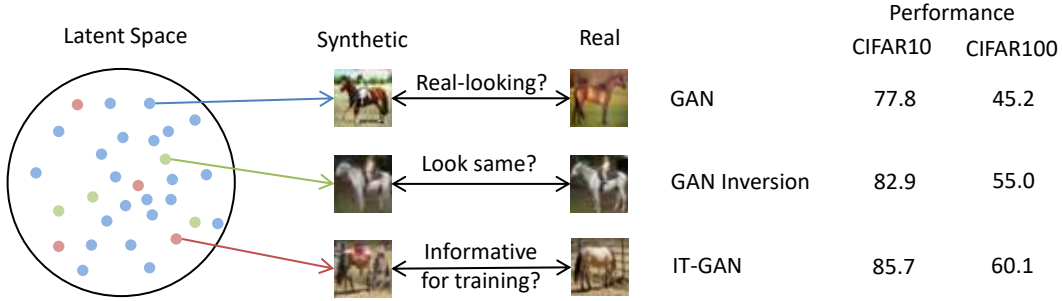 Performance
Latent Space
Synthetic
Real
CIFAR10
CIFAR100
Real-looking?
GAN
77.8
45.2
Look same?
GAN Inversion
82.9
55.0
Informative
for training?
IT-GAN
85.7
60.1